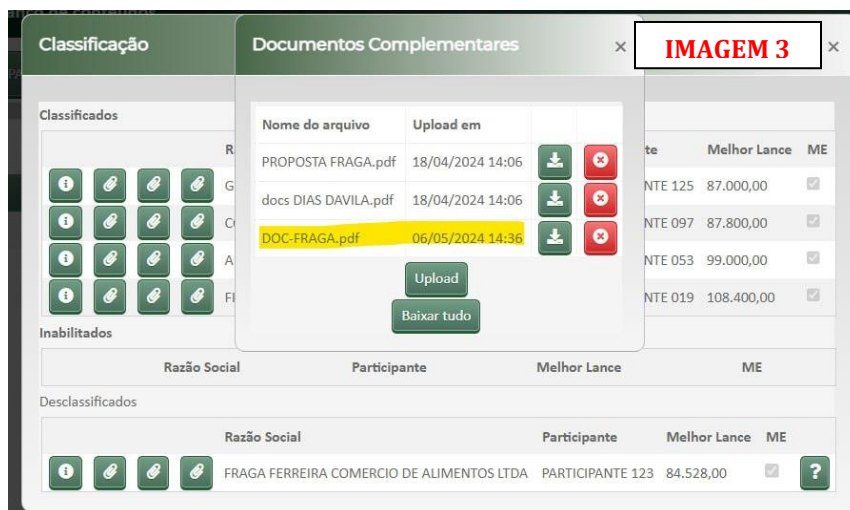 Classificação
Documentos Complementares ×
IMAGEM 3 ×
Classificados
Nome do arquivo Upload em
PROPOSTA FRAGA.pdf 18/04/2024 14:06
docs DIAS DAVILA.pdf 18/04/2024 14:06
DOC-FRAGA.pdf 06/05/2024 14:36
Upload
Baixar tudo
Melhor Lance ME
NTE 125 87.000,00
NTE 097 87.800,00
NTE 053 99.000,00
NTE 019 108.400,00
Inabilitados
Razão Social Participante Melhor Lance ME
Desclassificados
Razão Social Participante Melhor Lance ME
FRAGA FERREIRA COMERCIO DE ALIMENTOS LTDA PARTICIPANTE 123 84.528,00 ?